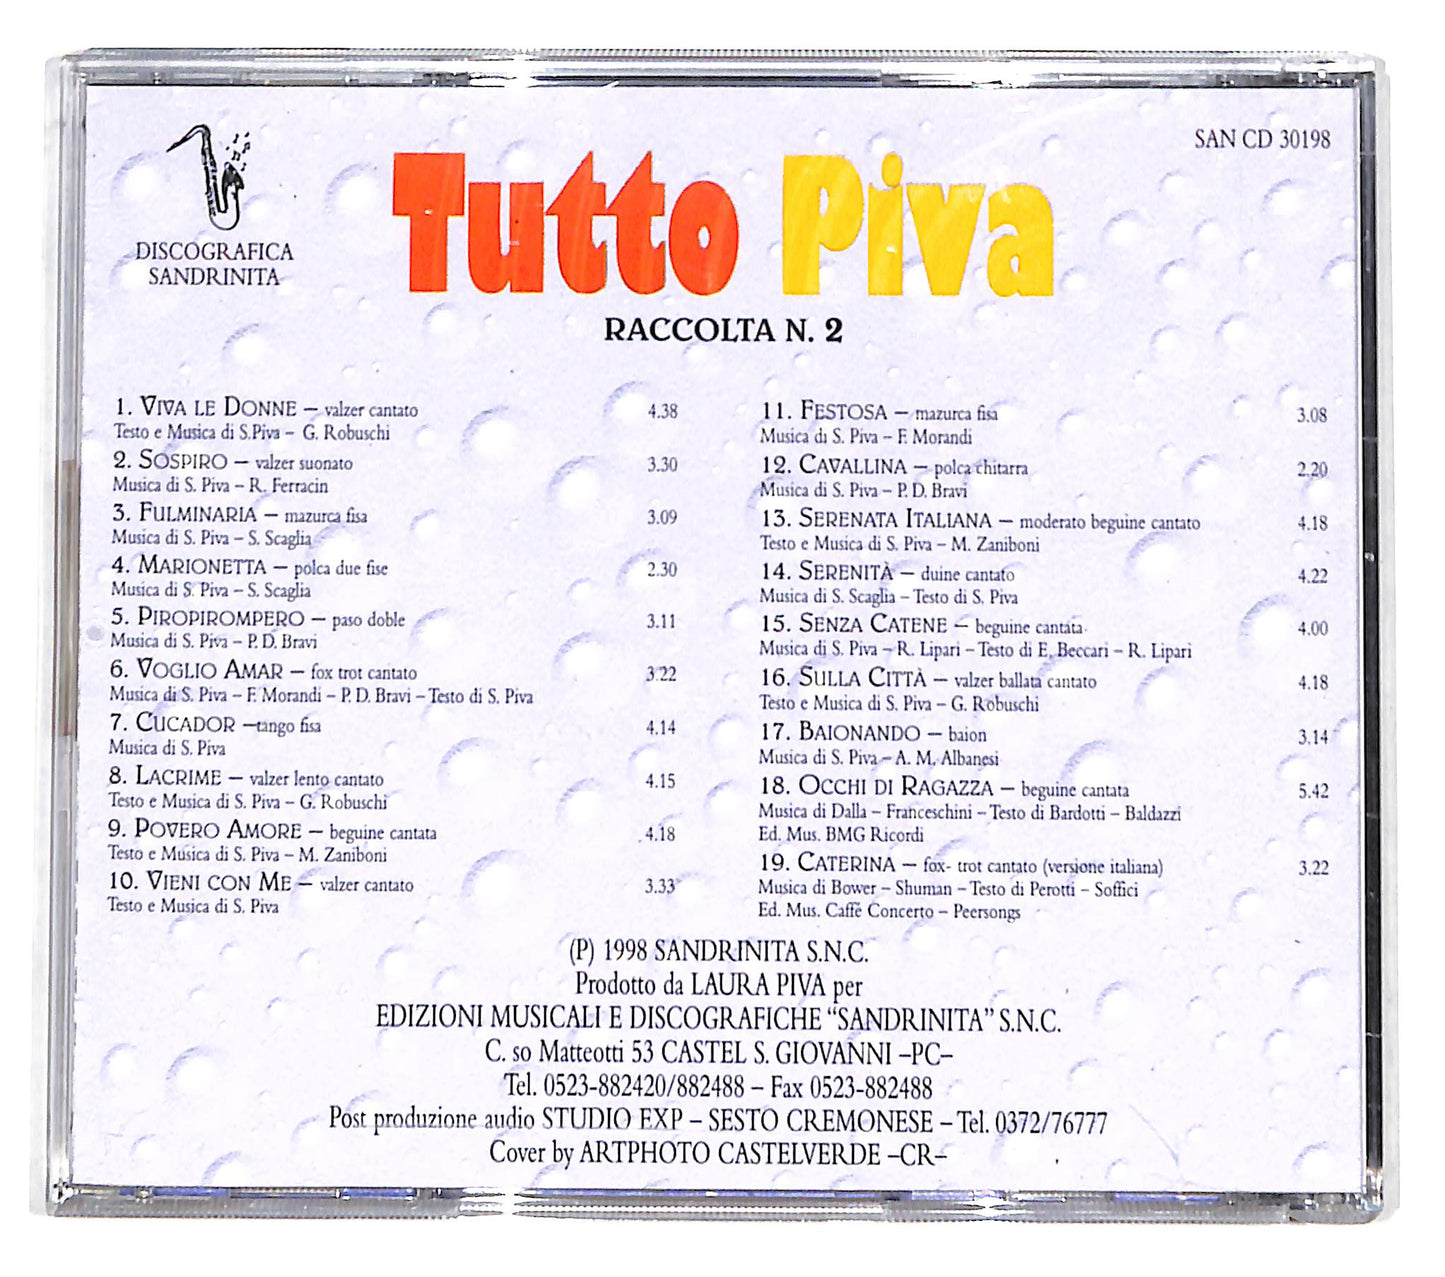 DISCOGRAFICA
SANDRINITA
SAN CD 30198
Tutto Piva
RACCOLTA N. 2
1. VIVA LE DONNE – valzer cantato 4.38
Testo e Musica di S.Piva – G. Robuschi
2. SOSPIRO – valzer suonato 3.30
Musica di S. Piva – R. Ferracin
3. FULMINARIA – mazurca fisa 3.09
Musica di S. Piva – S. Scaglia
4. MARIONETTA – polca due fise 2.30
Musica di S. Piva – S. Scaglia
5. PIROPIROMPERO – paso doble 3.11
Musica di S. Piva – P. D. Bravi
6. VOGLIO AMAR – fox trot cantato 3.22
Musica di S. Piva – F. Morandi – P. D. Bravi – Testo di S. Piva
7. CUCADOR –tango fisa 4.14
Musica di S. Piva
8. LACRIME – valzer lento cantato 4.15
Testo e Musica di S. Piva – G. Robuschi
9. POVERO AMORE – beguine cantata 4.18
Testo e Musica di S. Piva – M. Zaniboni
10. VIENI CON ME – valzer cantato 3.33
Testo e Musica di S. Piva
11. FESTOSA – mazurca fisa 3.08
Musica di S. Piva – F. Morandi
12. CAVALLINA – polca chitarra 2.20
Musica di S. Piva – P. D. Bravi
13. SERENATA ITALIANA – moderato beguine cantato 4.18
Testo e Musica di S. Piva – M. Zaniboni
14. SERENITÀ – duine cantato 4.22
Musica di S. Scaglia – Testo di S. Piva
15. SENZA CATENE – beguine cantata 4.00
Musica di S. Piva – R. Lipari – Testo di E. Beccari – R. Lipari
16. SULLA CITTÀ – valzer ballata cantato 4.18
Testo e Musica di S. Piva – G. Robuschi
17. BAIONANDO – baion 3.14
Musica di S. Piva – A. M. Albanesi
18. OCCHI DI RAGAZZA – beguine cantata 5.42
Musica di Dalla – Franceschini – Testo di Bardotti – Baldazzi
Ed. Mus. BMG Ricordi
19. CATERINA – fox- trot cantato (versione italiana) 3.22
Musica di Bower – Shuman – Testo di Perotti – Soffici
Ed. Mus. Caffè Concerto – Peersongs
(P) 1998 SANDRINITA S.N.C.
Prodotto da LAURA PIVA per
EDIZIONI MUSICALI E DISCOGRAFICHE “SANDRINITA” S.N.C.
C. so Matteotti 53 CASTEL S. GIOVANNI –PC–
Tel. 0523-882420/882488 – Fax 0523-882488
Post produzione audio STUDIO EXP – SESTO CREMONESE – Tel. 0372/76777
Cover by ARTPHOTO CASTELVERDE –CR–